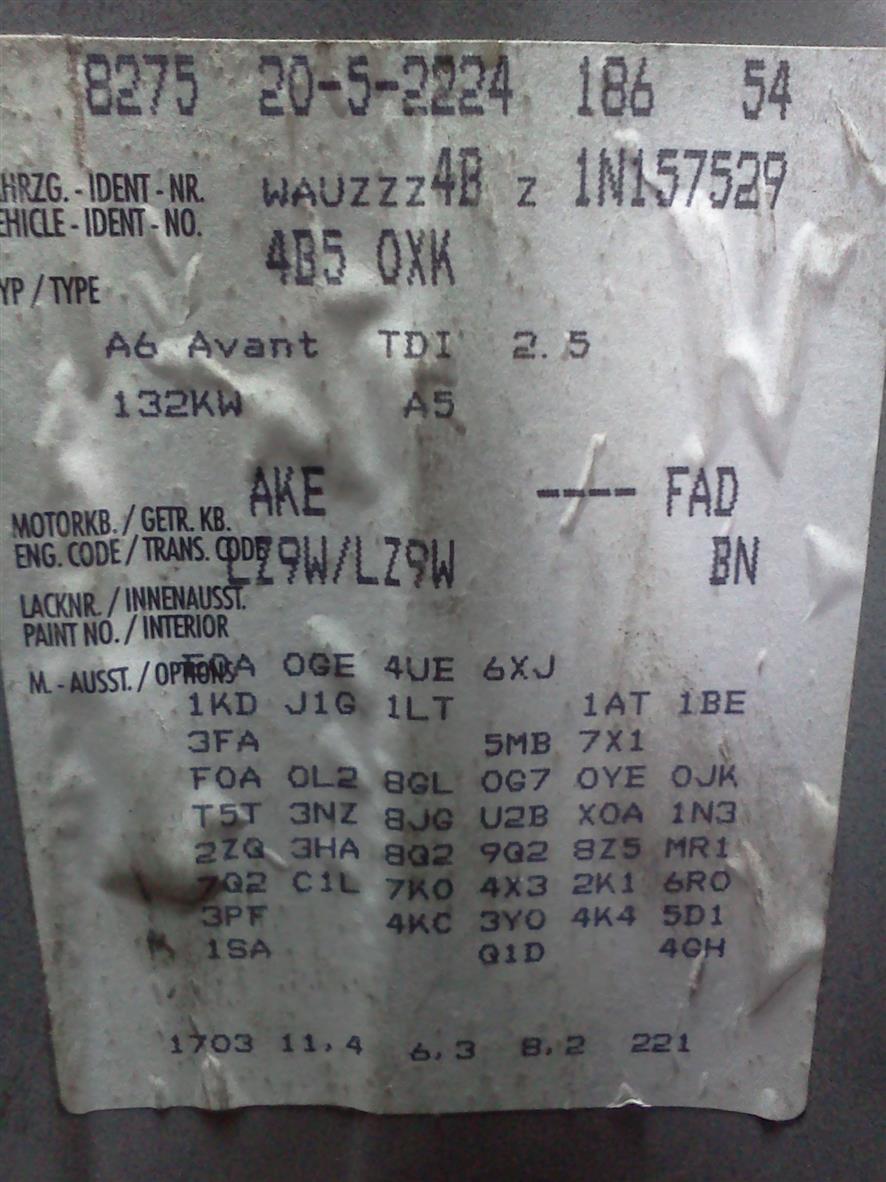 8275 20-5-2224 186 54
HRZG. - IDENT - NR. WAUZZZ4B Z 1N157529
EHICLE - IDENT - NO.
4B5 0XK
YP / TYPE
A6 Avant TDI 2.5
132KW A5
AKE ---- FAD
MOTORKB. / GETR. KB.
ENG. CODE / TRANS. CODE LZ9W/LZ9W BN
LACKNR. / INNENAUSST.
PAINT NO. / INTERIOR
M. - AUSST. / OPTIONS E0A 0GE 4UE 6XJ
1KD J1G 1LT 1AT 1BE
3FA 5MB 7X1
F0A 0L2 8GL 0G7 0YE 0JK
T5T 3NZ 8JG U2B X0A 1N3
2ZQ 3HA 8Q2 9Q2 8Z5 MR1
7Q2 C1L 7K0 4X3 2K1 6R0
3PF 4KC 3Y0 4K4 5D1
1SA Q1D 4GH
1703 11,4 6,3 8,2 221